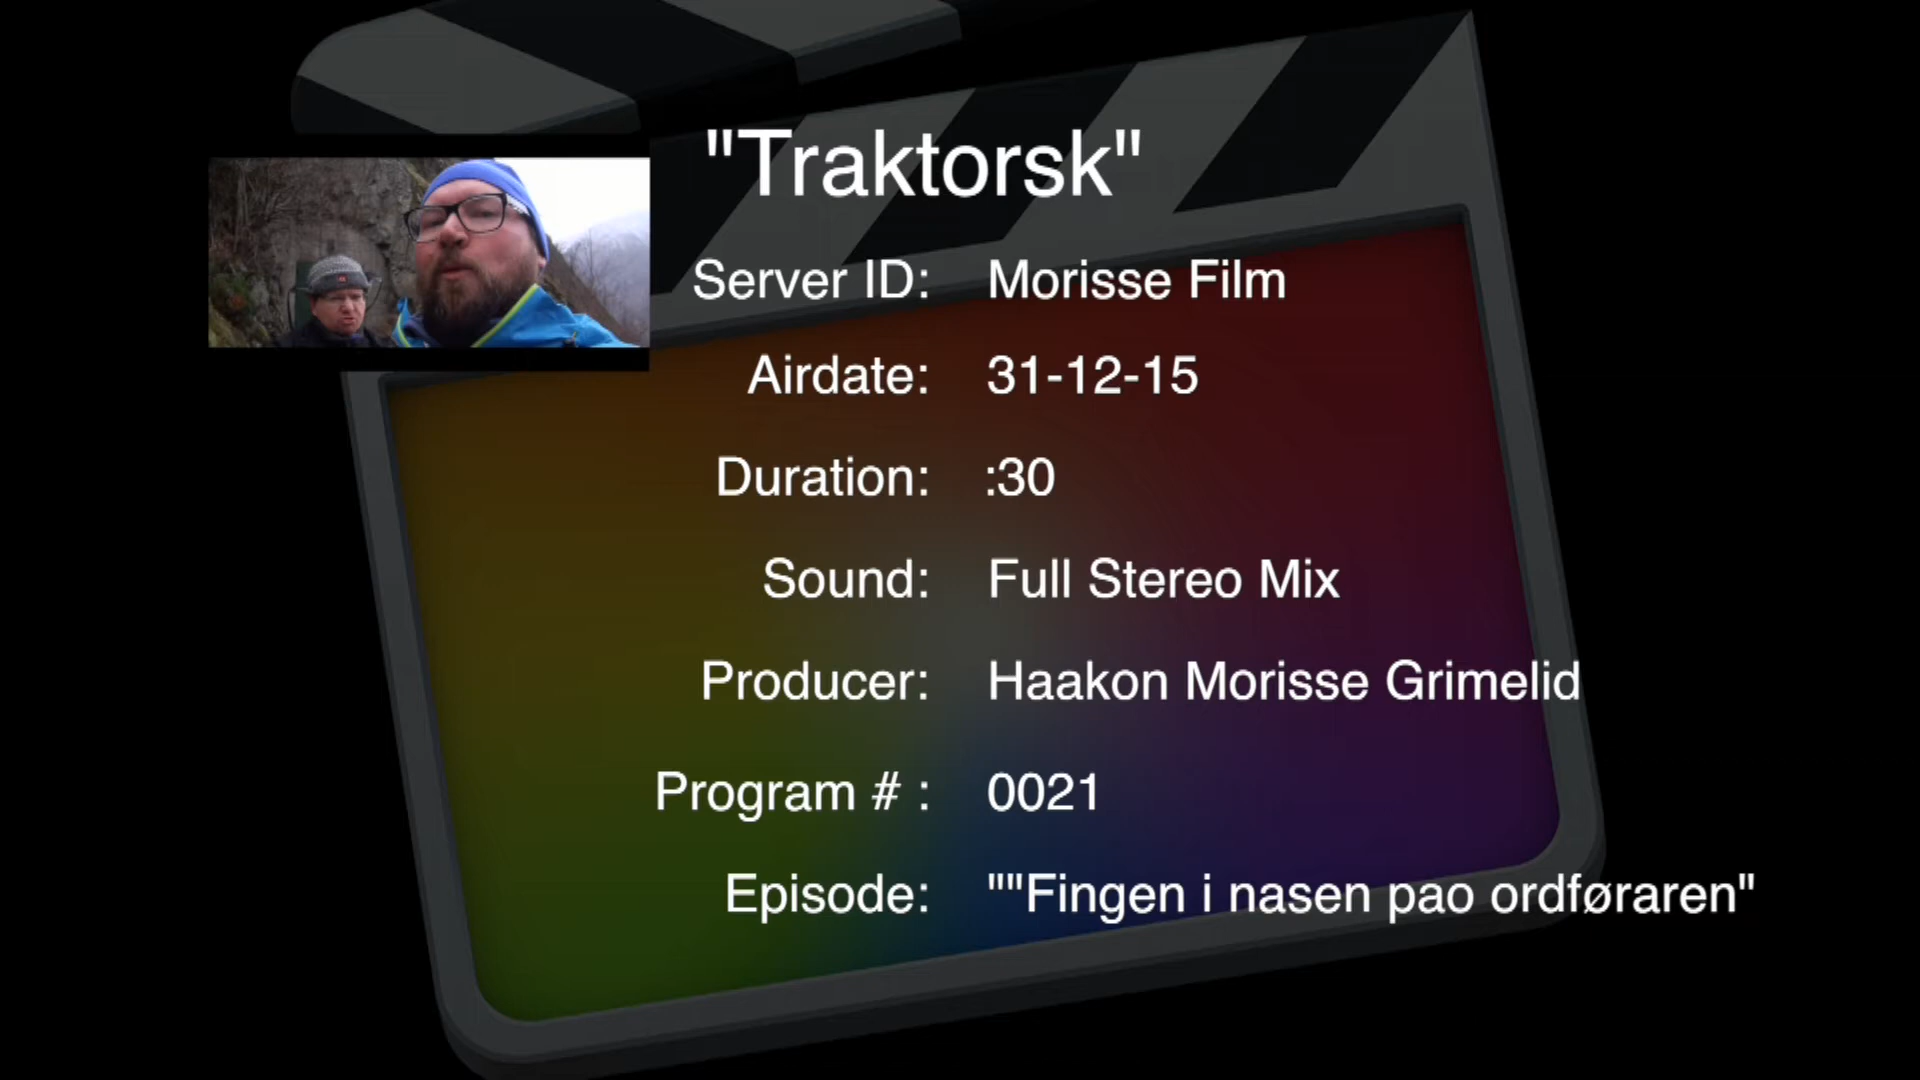 "Traktorsk"
Server ID: Morisse Film
Airdate: 31-12-15
Duration: :30
Sound: Full Stereo Mix
Producer: Haakon Morisse Grimelid
Program # : 0021
Episode: ""Fingen i nasen pao ordføraren"